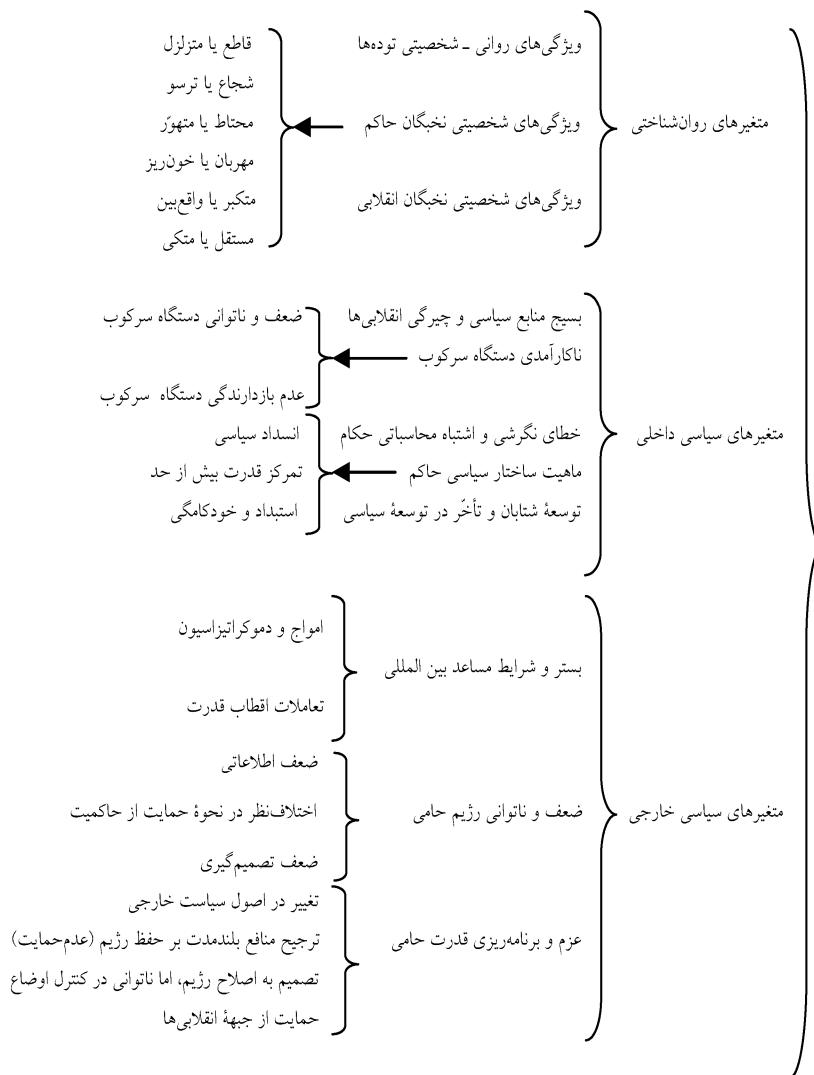 متغیرهای روان‌شناختی
ویژگی‌های روانی ـ شخصیتی توده‌ها
ویژگی‌های شخصیتی نخبگان حاکم
قاطع یا متزلزل
شجاع یا ترسو
محتاط یا متهوّر
مهربان یا خون‌ریز
متکبر یا واقع‌بین
مستقل یا متکی
ویژگی‌های شخصیتی نخبگان انقلابی
متغیرهای سیاسی داخلی
بسیج منابع سیاسی و چیرگی انقلابی‌ها
ناکارآمدی دستگاه سرکوب
ضعف و ناتوانی دستگاه سرکوب
عدم بازدارندگی دستگاه سرکوب
خطای نگرشی و اشتباه محاسباتی حکام
ماهیت ساختار سیاسی حاکم
انسداد سیاسی
تمرکز قدرت بیش از حد
استبداد و خودکامگی
توسعهٔ شتابان و تأخّر در توسعهٔ سیاسی
متغیرهای سیاسی خارجی
بستر و شرایط مساعد بین المللی
امواج و دموکراتیزاسیون
تعاملات اقطاب قدرت
ضعف و ناتوانی رژیم حامی
ضعف اطلاعاتی
اختلاف‌نظر در نحوهٔ حمایت از حاکمیت
ضعف تصمیم‌گیری
عزم و برنامه‌ریزی قدرت حامی
تغییر در اصول سیاست خارجی
ترجیح منافع بلندمدت بر حفظ رژیم (عدم‌حمایت)
تصمیم به اصلاح رژیم، اما ناتوانی در کنترل اوضاع
حمایت از جبههٔ انقلابی‌ها